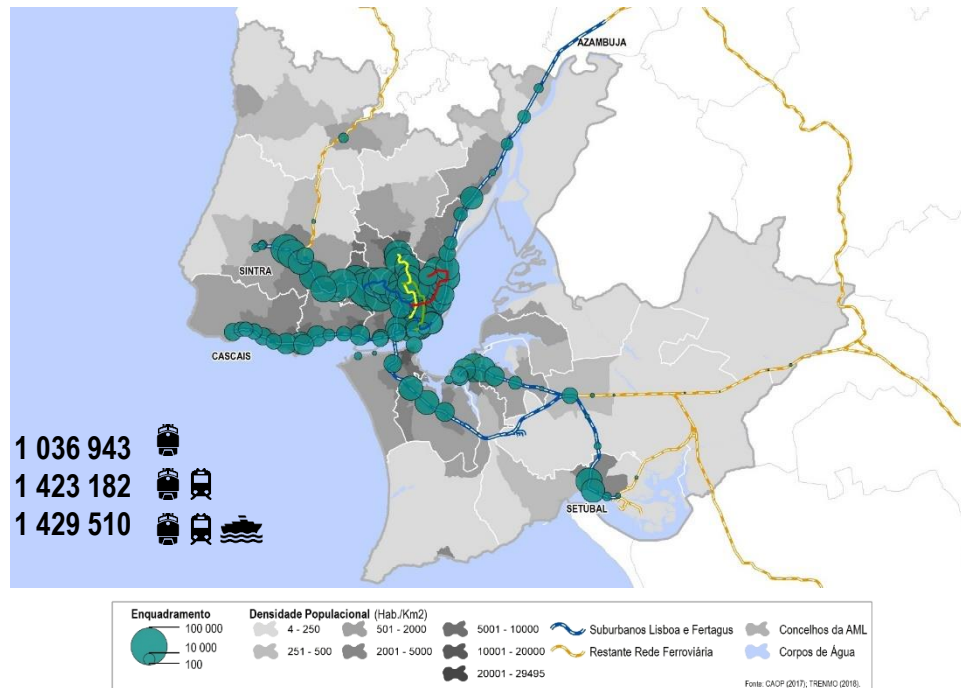 AZAMBUJA
SINTRA
CASCAIS
1 036 943
1 423 182
1 429 510
SETÚBAL
Enquadramento
100 000
10 000
100
Densidade Populacional (Hab./Km2)
4 - 250
251 - 500
501 - 2000
2001 - 5000
5001 - 10000
10001 - 20000
20001 - 29495
Suburbanos Lisboa e Fertagus
Restante Rede Ferroviária
Concelhos da AML
Corpos de Água
Fonte: CAOP (2017); TRENMO (2018).